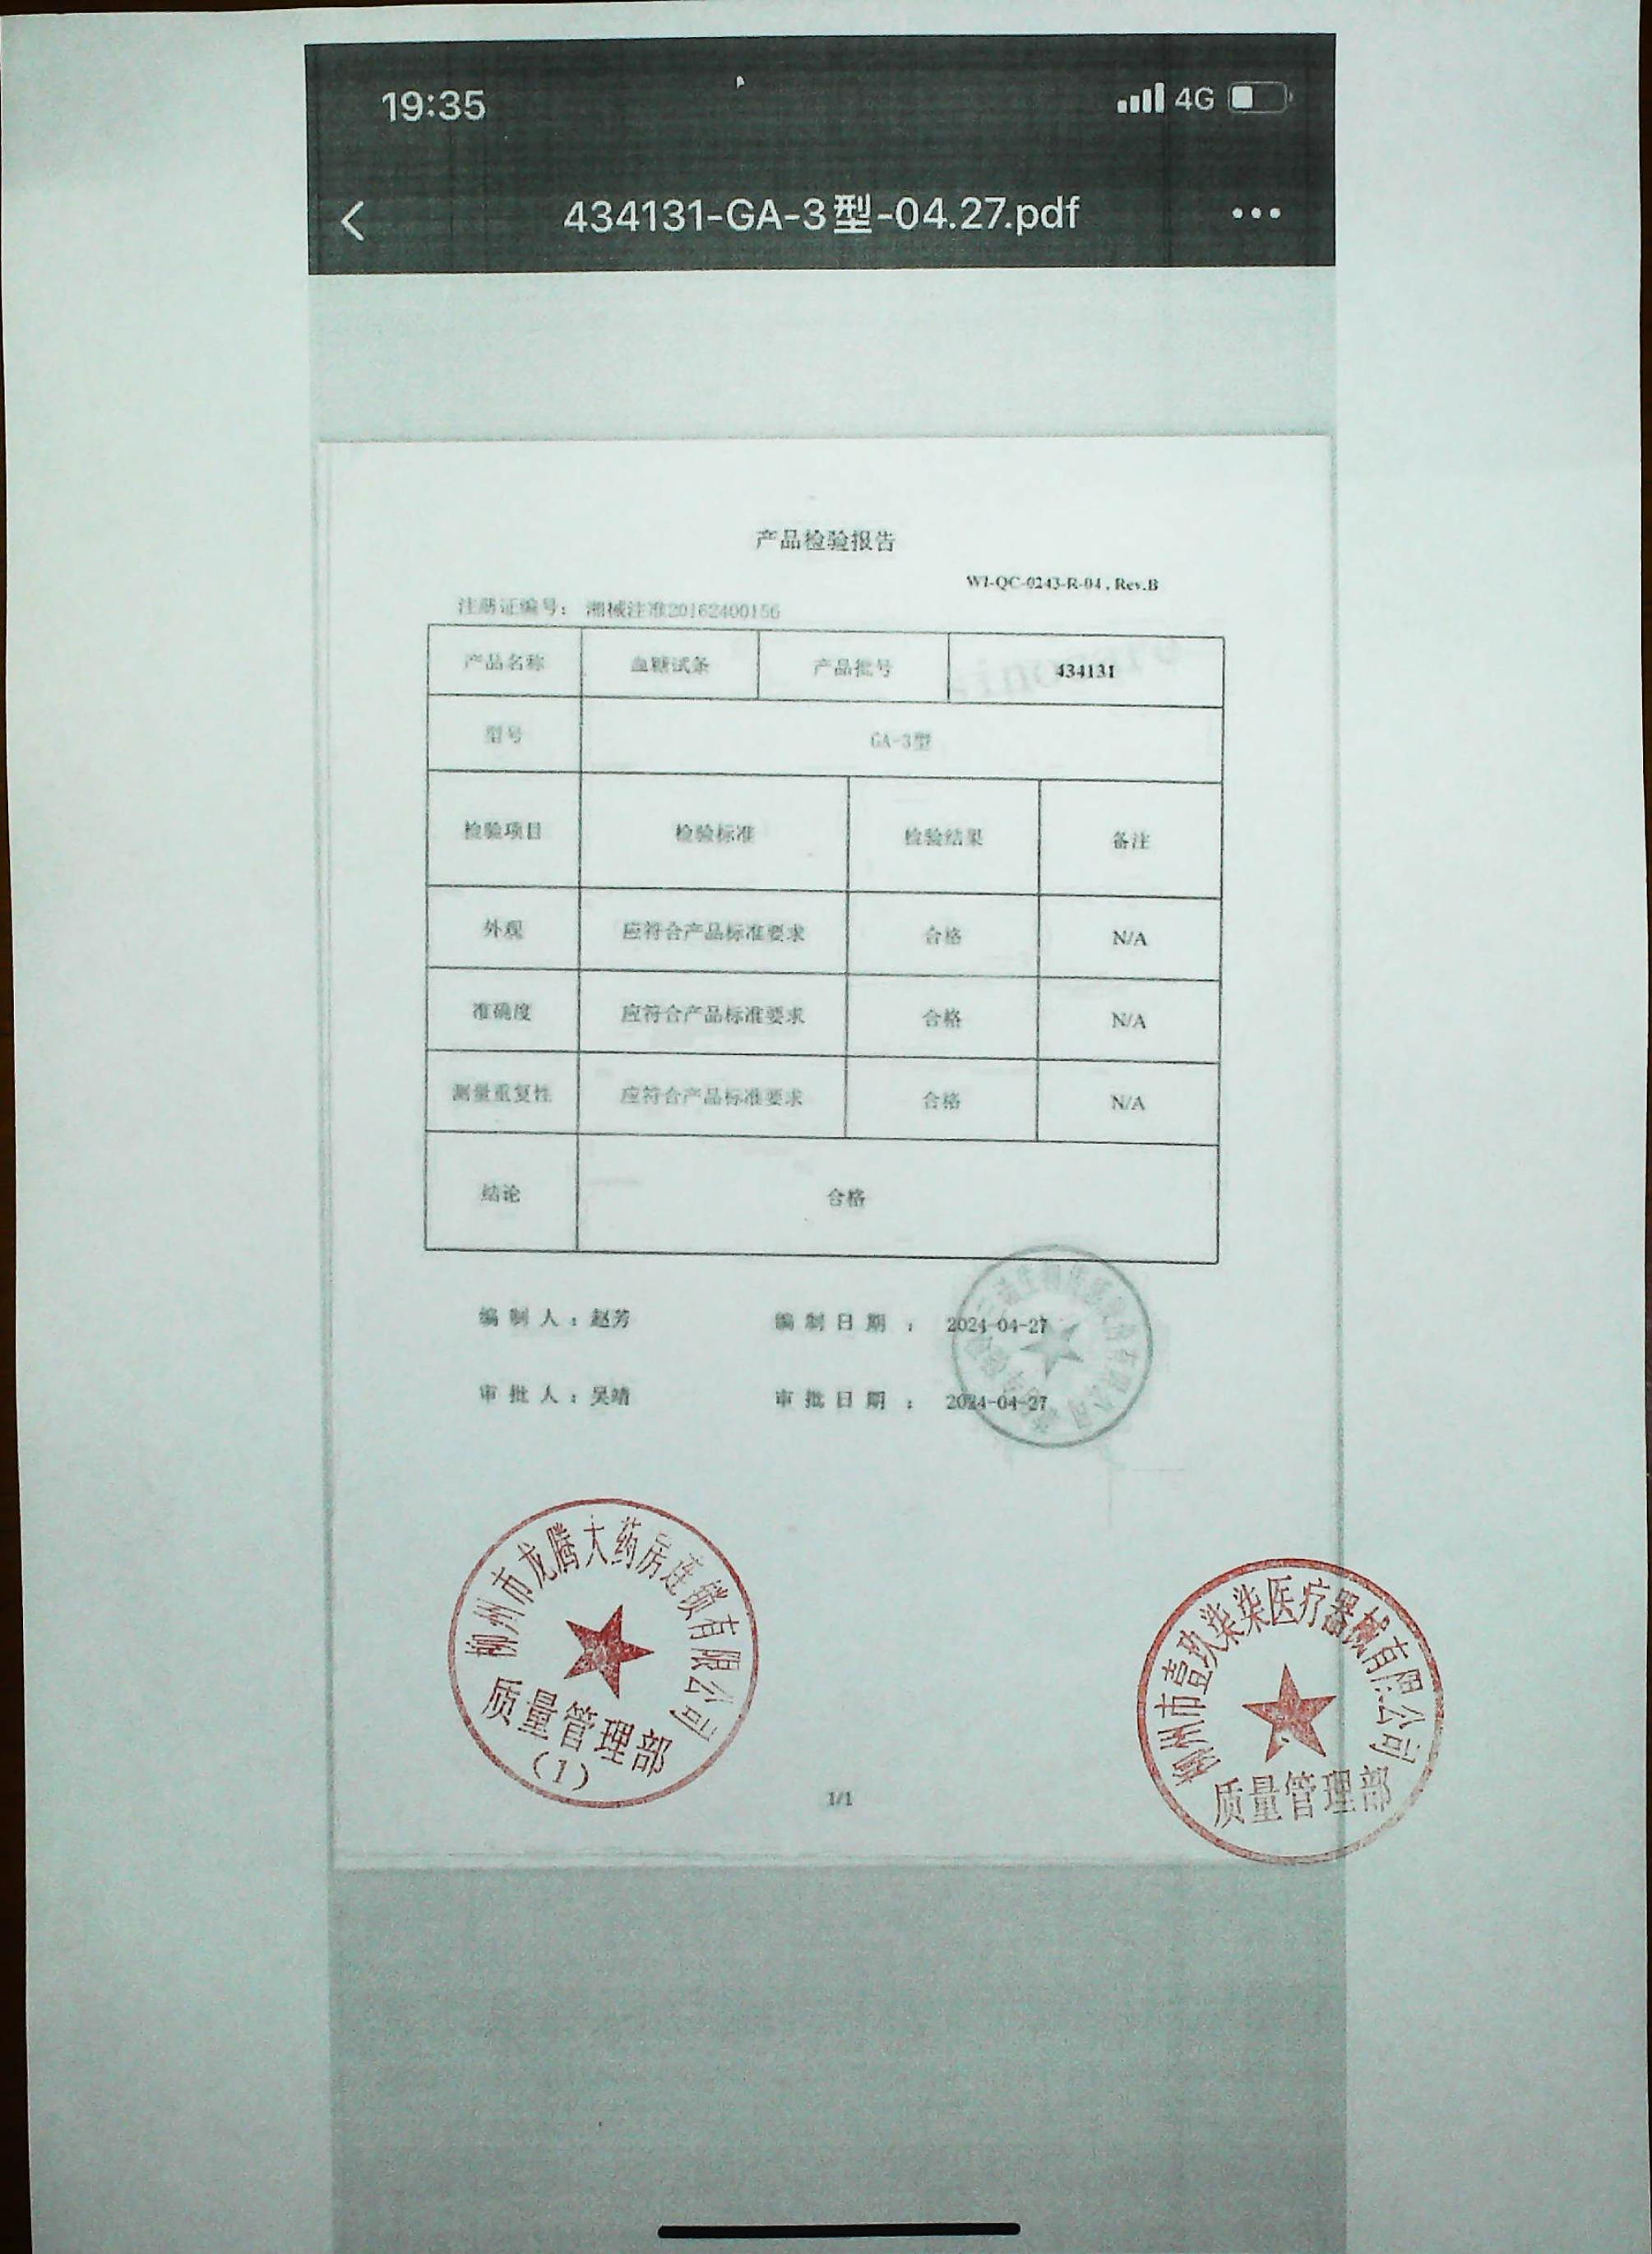 19:35 4G
434131-GA-3型-04.27.pdf
产品检验报告
WI-QC-0243-R-04 , Rev.B
注册证编号： 湘械注准20162400156
产品名称 血糖试条 产品批号 434131
型号 GA-3型
检验项目 检验标准 检验结果 备注
外观 应符合产品标准要求 合格 N/A
准确度 应符合产品标准要求 合格 N/A
测量重复性 应符合产品标准要求 合格 N/A
结论 合格
编制人：赵芳 编制日期： 2024-04-27
审批人：吴靖 审批日期： 2024-04-27
柳州市龙腾大药房连锁有限公司
质量管理部
（1）
柳州市壹玖柒柒医疗器械有限公司
质量管理部
1/1